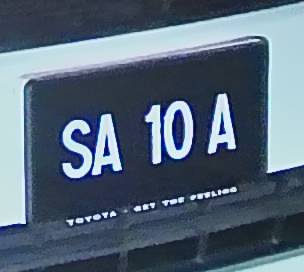 SA 10 A
TOYOTA - GET THE FEELING